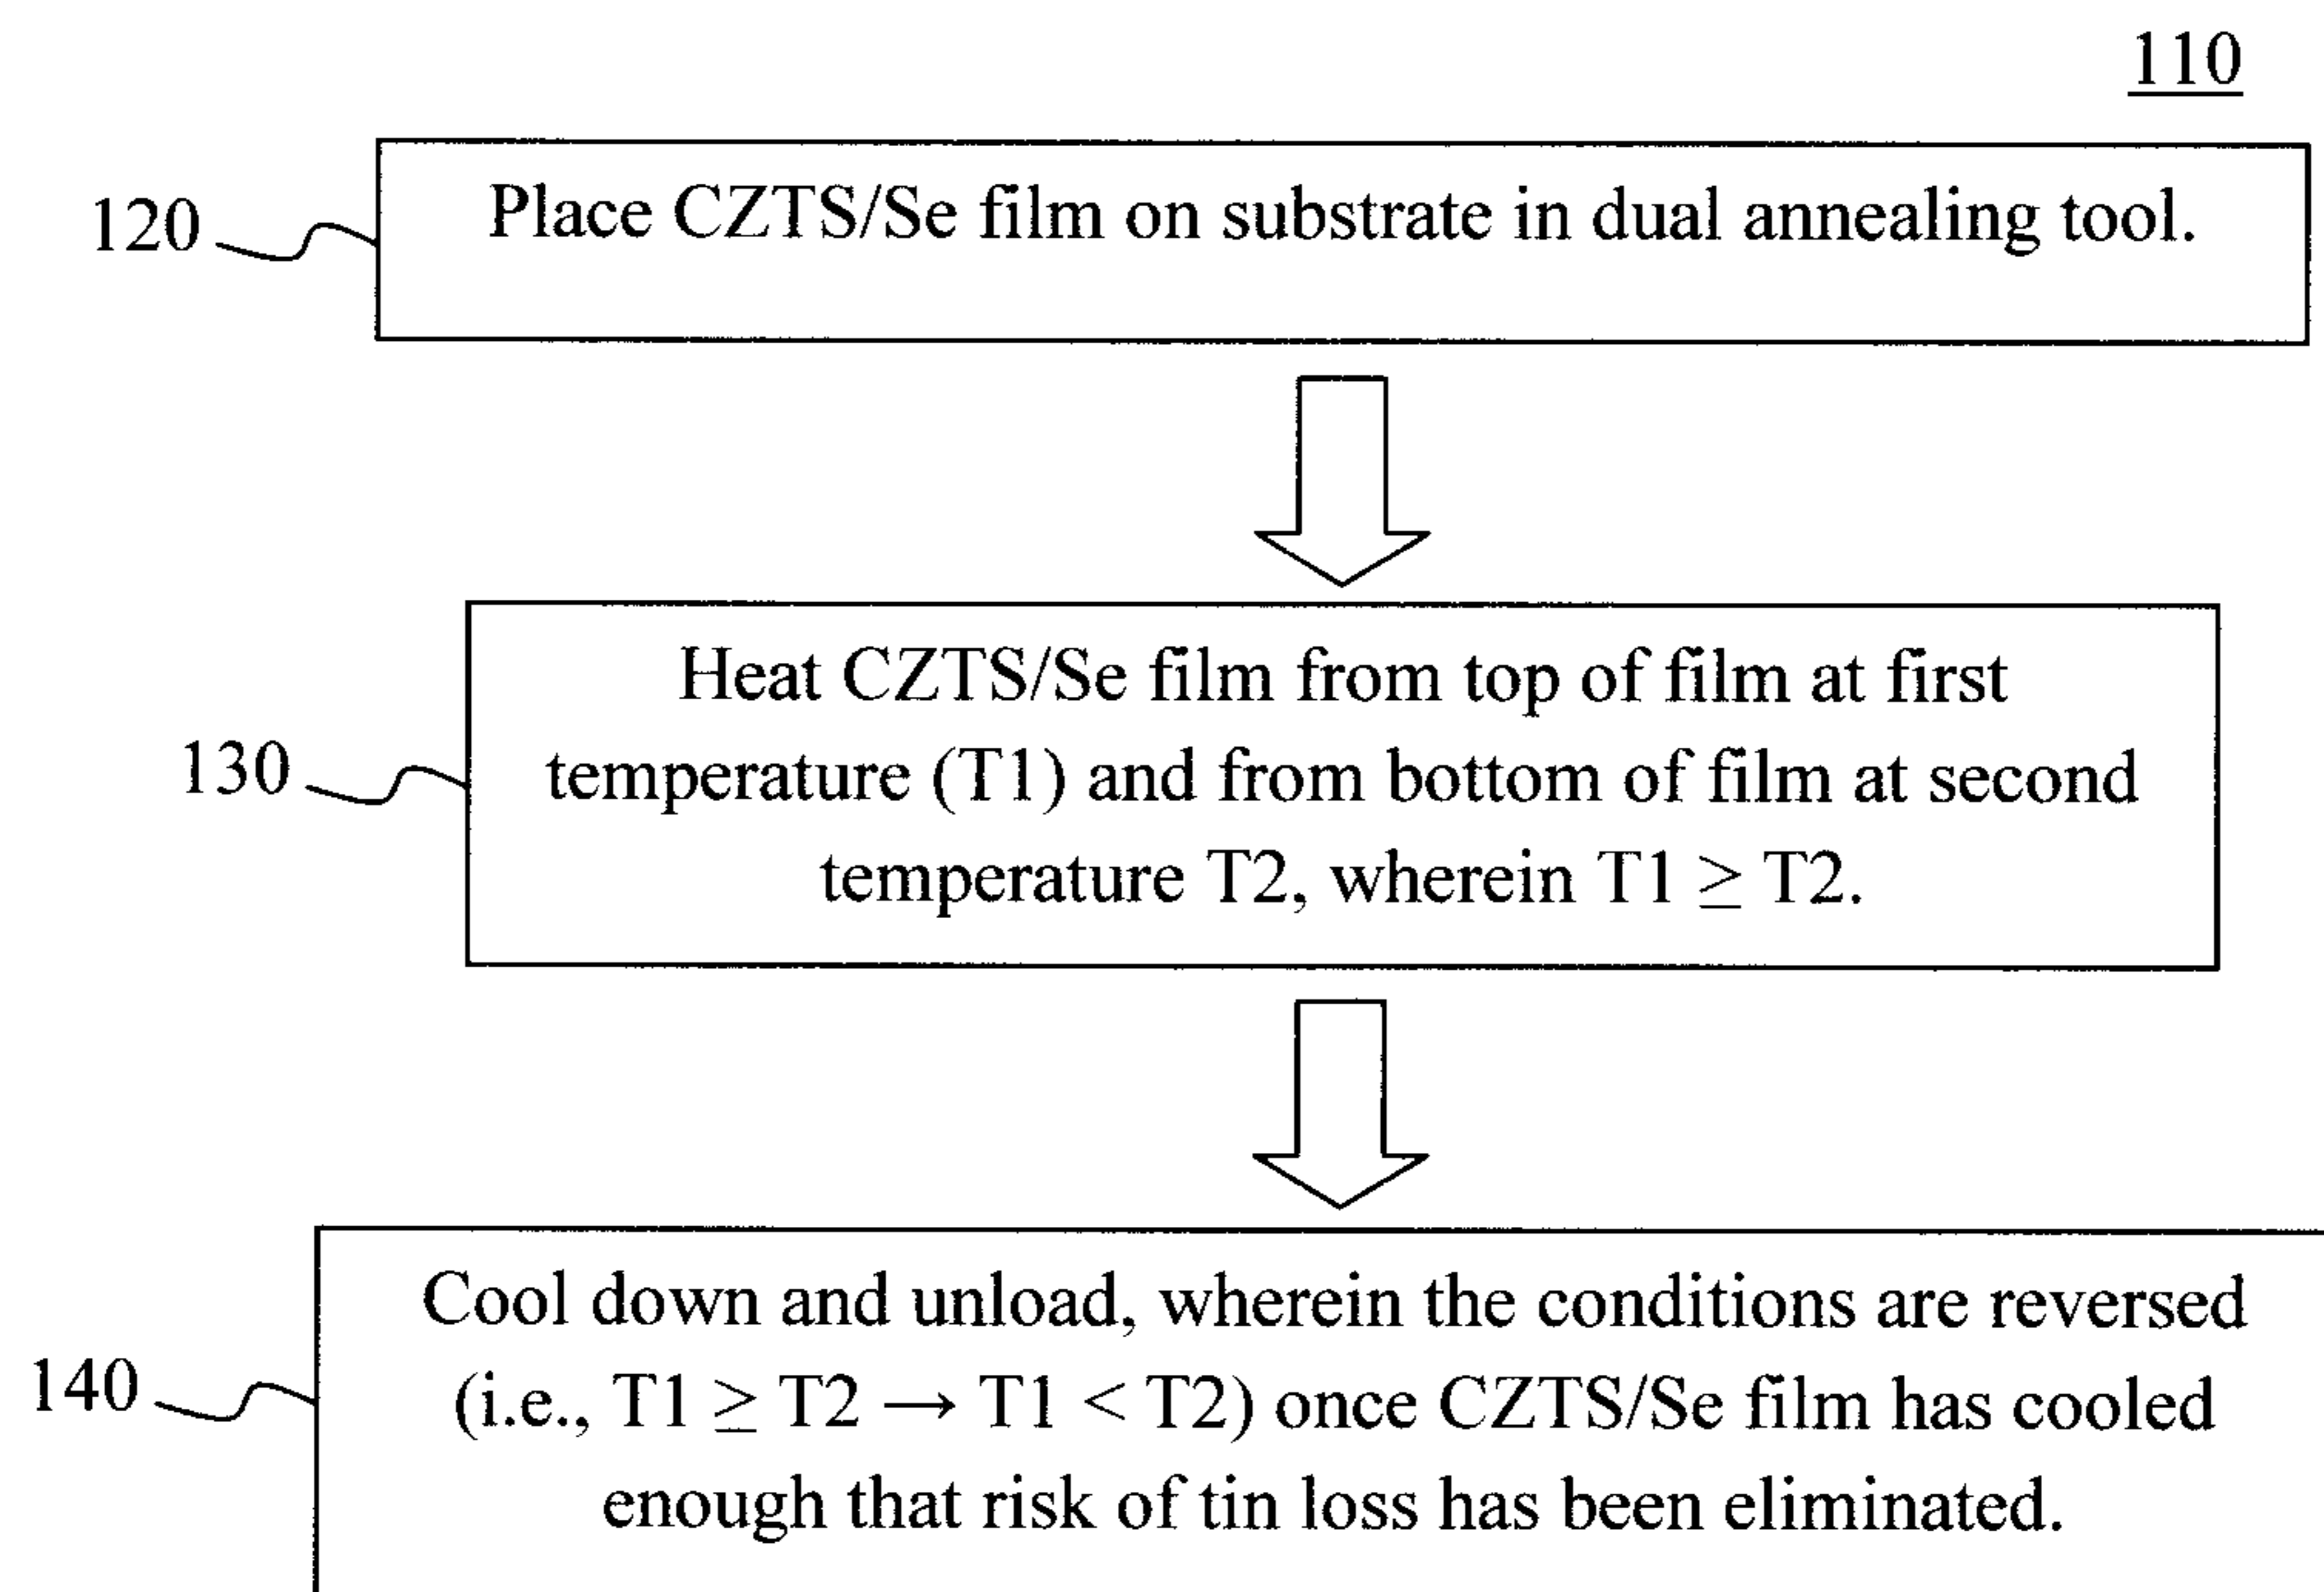 110
120
Place CZTS/Se film on substrate in dual annealing tool.
130
Heat CZTS/Se film from top of film at first
temperature (T1) and from bottom of film at second
temperature T2, wherein T1 ≥ T2.
140
Cool down and unload, wherein the conditions are reversed
(i.e., T1 ≥ T2 → T1 < T2) once CZTS/Se film has cooled
enough that risk of tin loss has been eliminated.